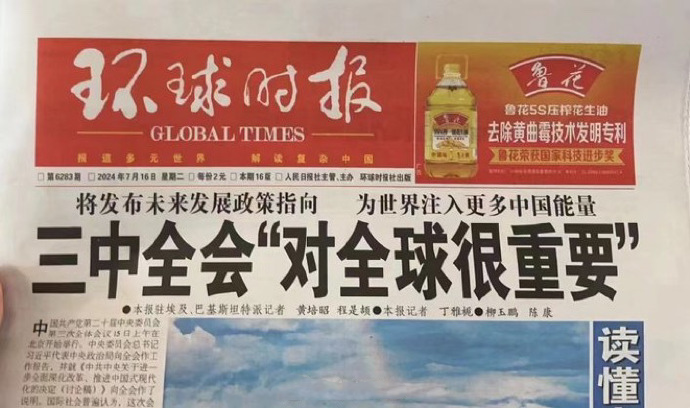 环球时报
GLOBAL TIMES
报道多元世界 解读复杂中国
鲁花
鲁花5S压榨花生油
去除黄曲霉技术发明专利
鲁花荣获国家科技进步奖
□第6283期 □2024年7月16日 星期二 □每份2元 □本期16版 □人民日报社主管、主办 环球时报社出版
将发布未来发展政策指向 为世界注入更多中国能量
三中全会“对全球很重要”
●本报驻埃及、巴基斯坦特派记者 黄培昭 程是颉 ●本报记者 丁雅栀 ●柳玉鹏 陈康
中国共产党第二十届中央委员会
第三次全体会议15日上午在
北京开始举行。中央委员会总书记
习近平代表中央政治局向全会作工
作报告，并就《中共中央关于进一
步全面深化改革、推进中国式现代
化的决定（讨论稿）》向全会作了
说明。国际社会普遍认为，这次会
读懂